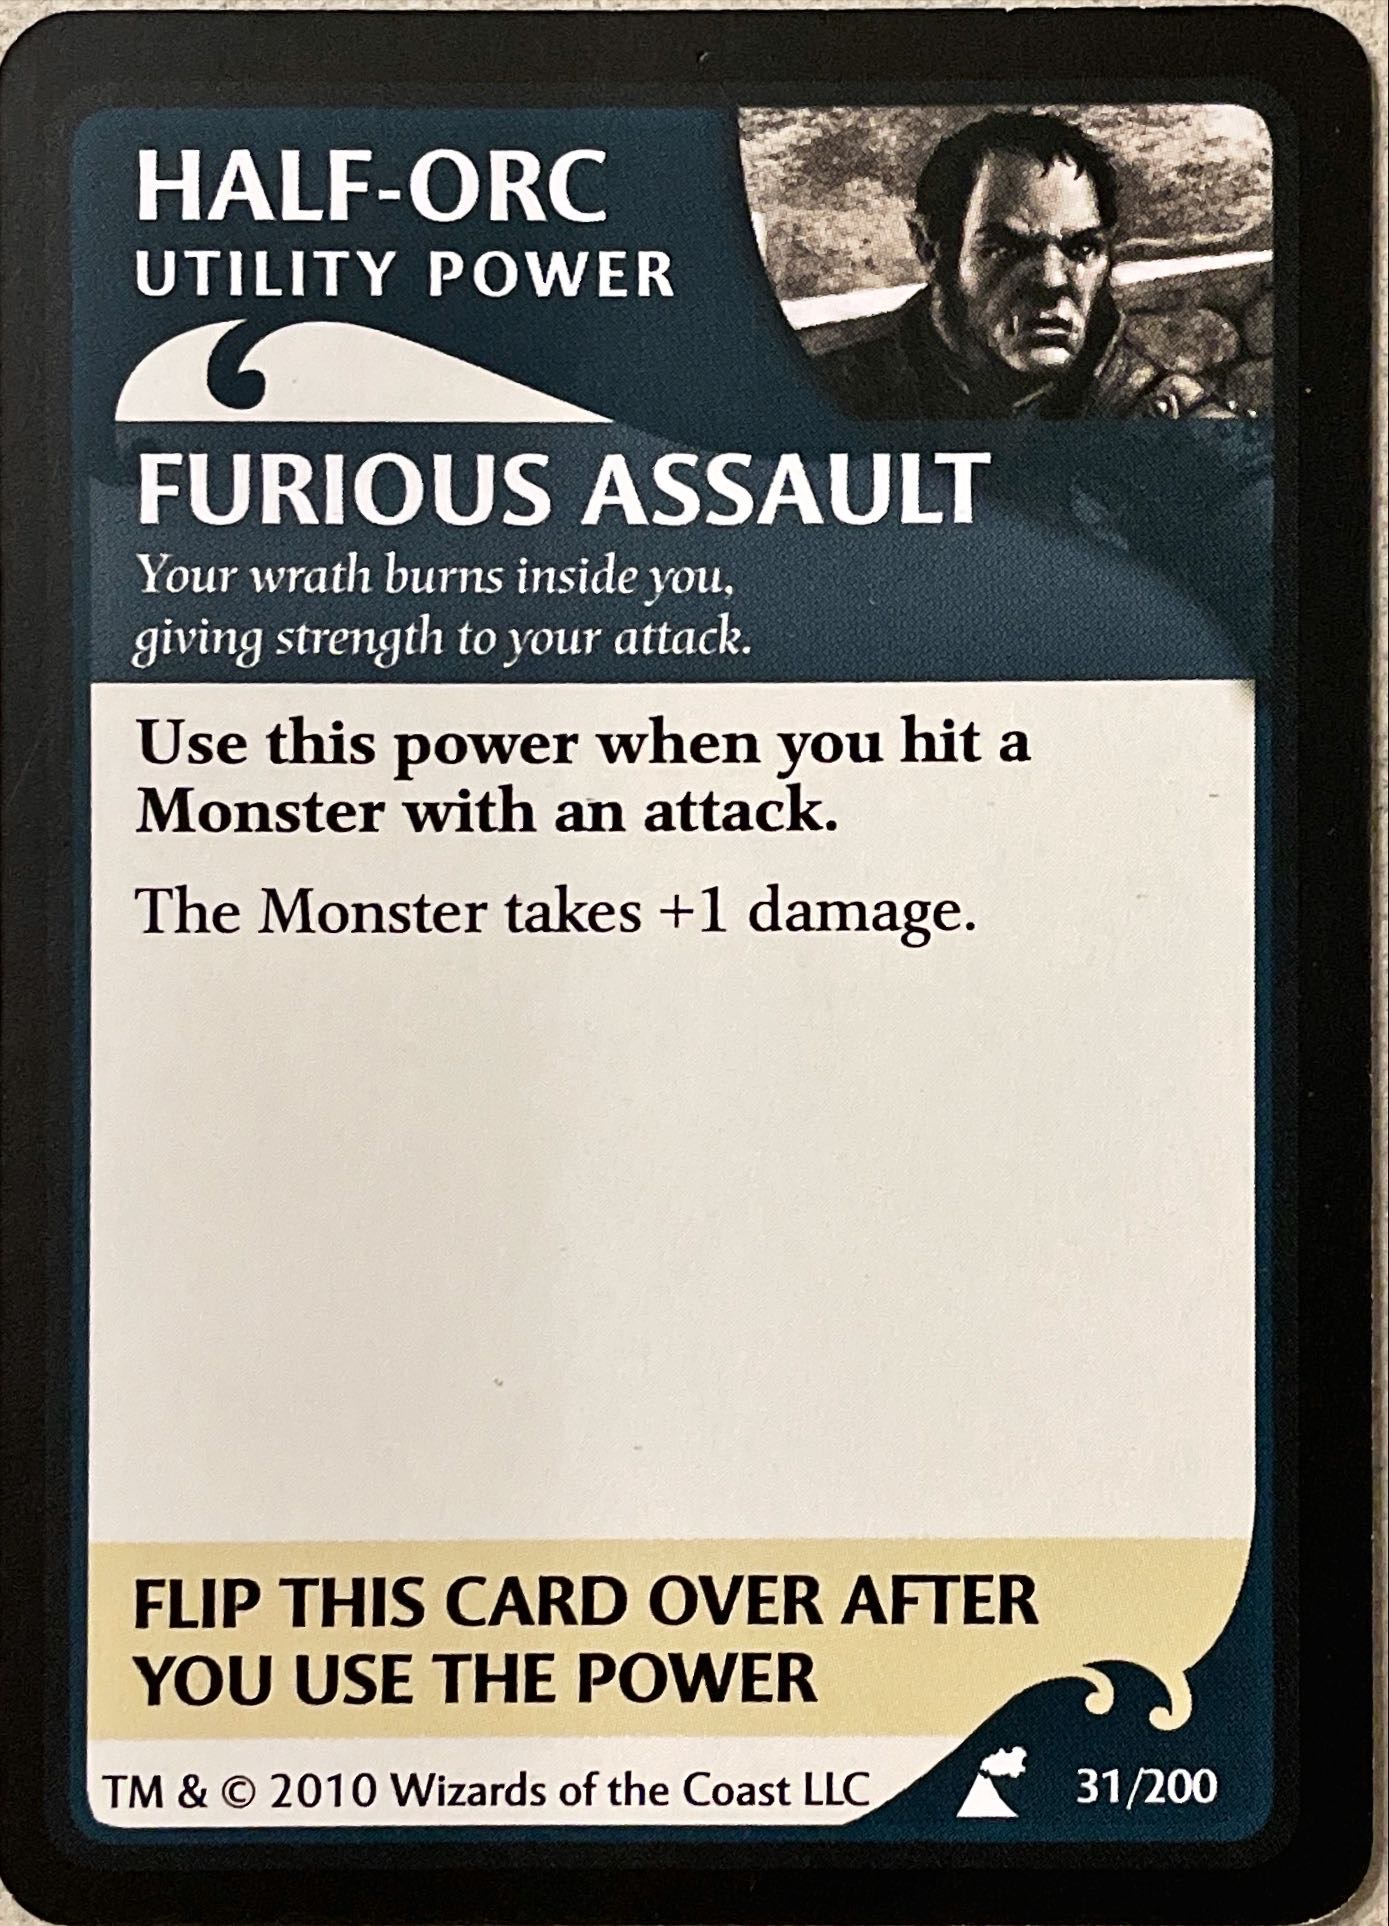 HALF-ORC
UTILITY POWER
FURIOUS ASSAULT
Your wrath burns inside you,
giving strength to your attack.
Use this power when you hit a
Monster with an attack.
The Monster takes +1 damage.
FLIP THIS CARD OVER AFTER
YOU USE THE POWER
TM & © 2010 Wizards of the Coast LLC
31/200